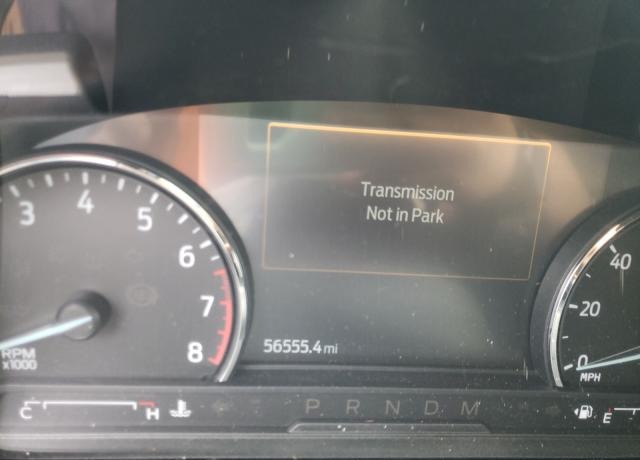 Transmission
Not in Park
3 4 5 6 7 8
RPM
x1000
56555.4 mi
40
20
0
MPH
C H
P R N D M
E